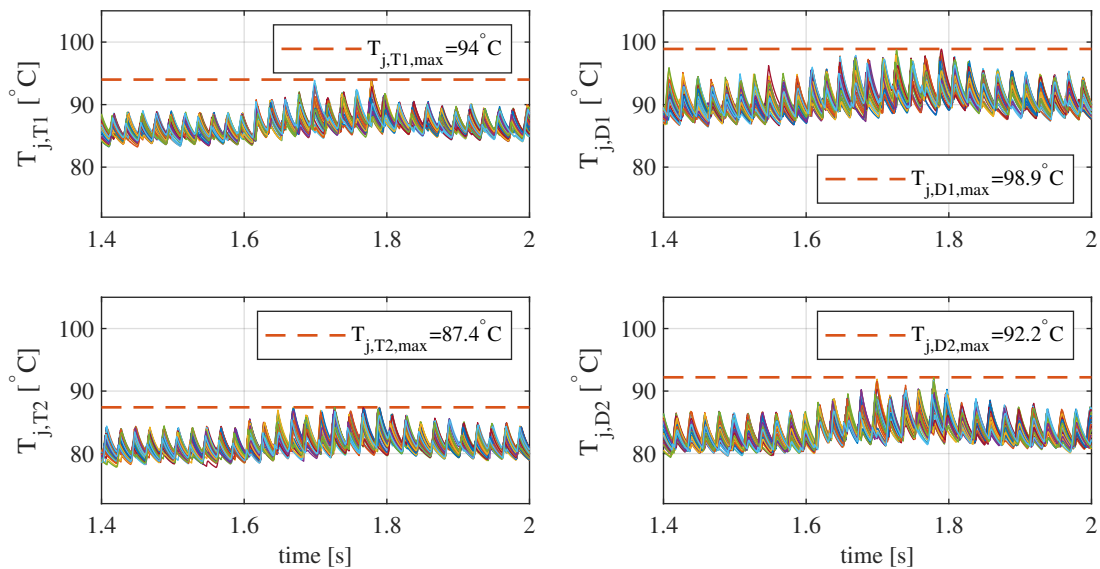 T_j,T1 [°C]
100
90
80
T_j,T1,max=94°C
1.4 1.6 1.8 2
T_j,D1 [°C]
100
90
80
T_j,D1,max=98.9°C
1.4 1.6 1.8 2
T_j,T2 [°C]
100
90
80
T_j,T2,max=87.4°C
1.4 1.6 1.8 2
time [s]
T_j,D2 [°C]
100
90
80
T_j,D2,max=92.2°C
1.4 1.6 1.8 2
time [s]